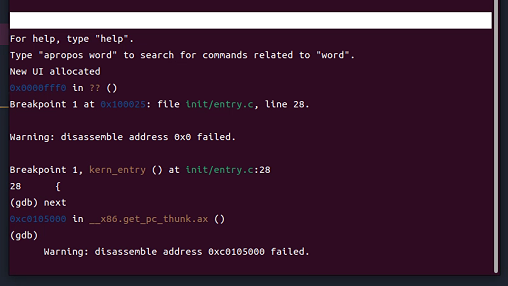 For help, type "help".
Type "apropos word" to search for commands related to "word".
New UI allocated
0x0000fff0 in ?? ()
Breakpoint 1 at 0x100025: file init/entry.c, line 28.
Warning: disassemble address 0x0 failed.
Breakpoint 1, kern_entry () at init/entry.c:28
28 {
(gdb) next
0xc0105000 in __x86.get_pc_thunk.ax ()
(gdb)
Warning: disassemble address 0xc0105000 failed.